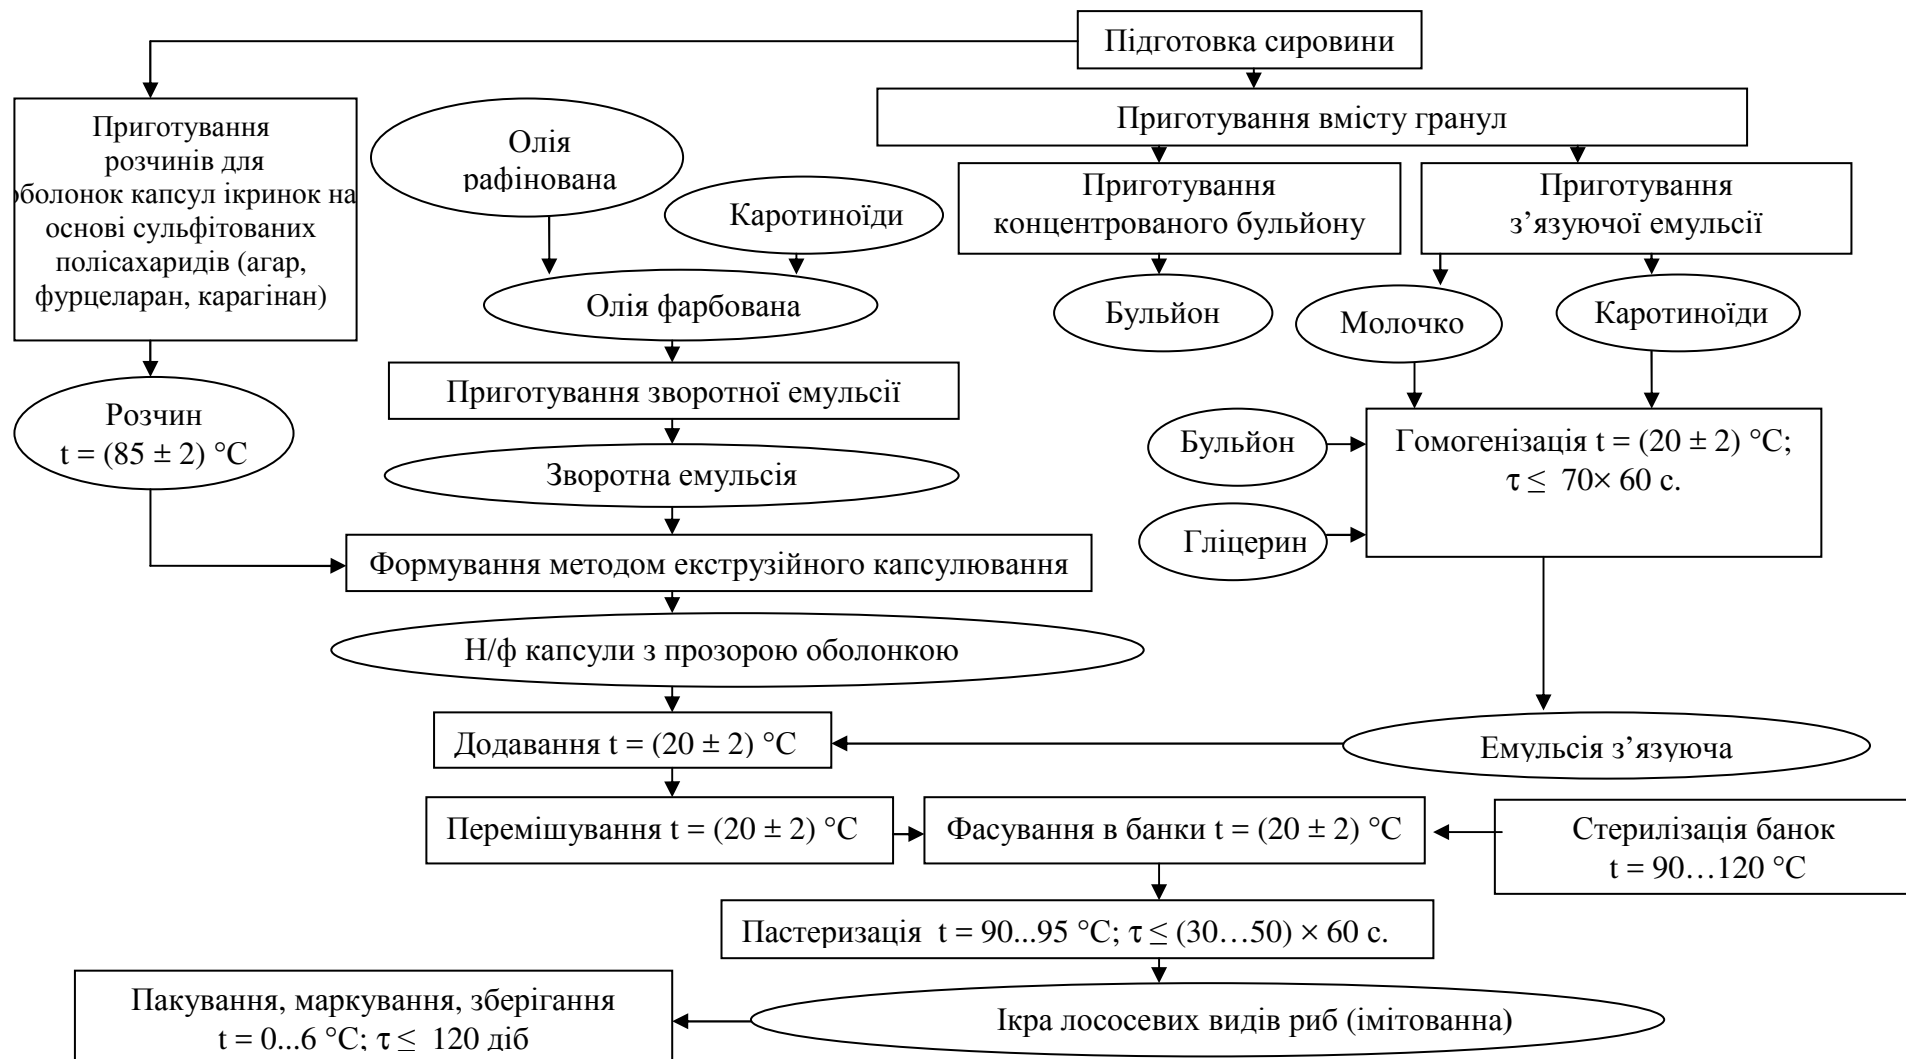 Підготовка сировини
Приготування
розчинів для
оболонок капсул ікринок на
основі сульфітованих
полісахаридів (агар,
фурцеларан, карагінан)
Олія
рафінована
Каротиноїди
Приготування вмісту гранул
Приготування
концентрованого бульйону
Приготування
з’язуючої емульсії
Олія фарбована
Бульйон
Молочко
Каротиноїди
Приготування зворотної емульсії
Розчин
t = (85 ± 2) °С
Бульйон
Гомогенізація t = (20 ± 2) °С;
τ ≤ 70× 60 с.
Зворотна емульсія
Гліцерин
Формування методом екструзійного капсулювання
Н/ф капсули з прозорою оболонкою
Додавання t = (20 ± 2) °С
Емульсія з’язуюча
Перемішування t = (20 ± 2) °С
Фасування в банки t = (20 ± 2) °С
Стерилізація банок
t = 90…120 °С
Пастеризація t = 90...95 °С; τ ≤ (30…50) × 60 с.
Ікра лососевих видів риб (імітованна)
Пакування, маркування, зберігання
t = 0...6 °С; τ ≤ 120 діб